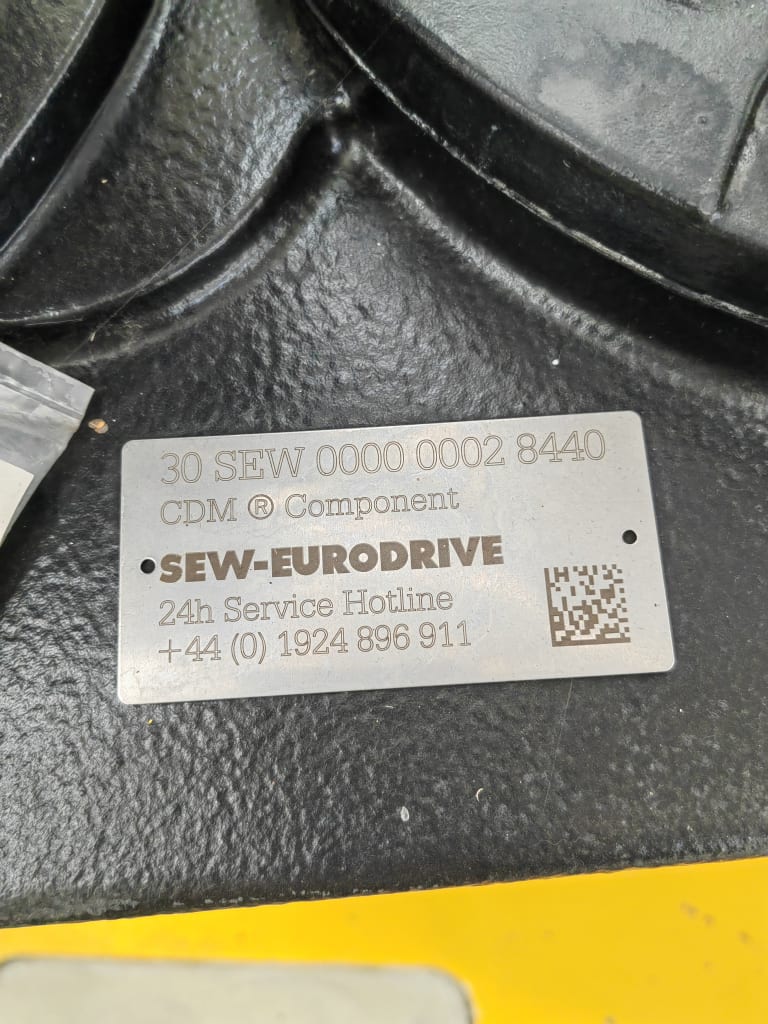 30 SEW 0000 0002 8440
CDM ® Component
SEW-EURODRIVE
24h Service Hotline
+44 (0) 1924 896 911